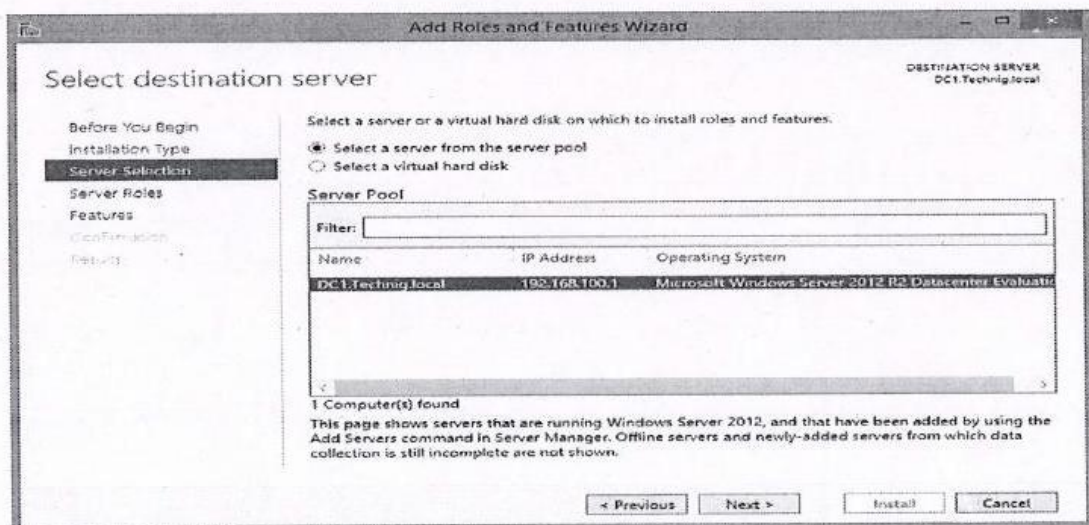 Add Roles and Features Wizard
Select destination server
DESTINATION SERVER
DC1.Technig.local
Before You Begin
Installation Type
Server Selection
Server Roles
Features
Confirmation
Results
Select a server or a virtual hard disk on which to install roles and features.
Select a server from the server pool
Select a virtual hard disk
Server Pool
Filter:
Name IP Address Operating System
DC1.Technig.local 192.168.100.1 Microsoft Windows Server 2012 R2 Datacenter Evaluatio
1 Computer(s) found
This page shows servers that are running Windows Server 2012, and that have been added by using the
Add Servers command in Server Manager. Offline servers and newly-added servers from which data
collection is still incomplete are not shown.
< Previous Next > Install Cancel